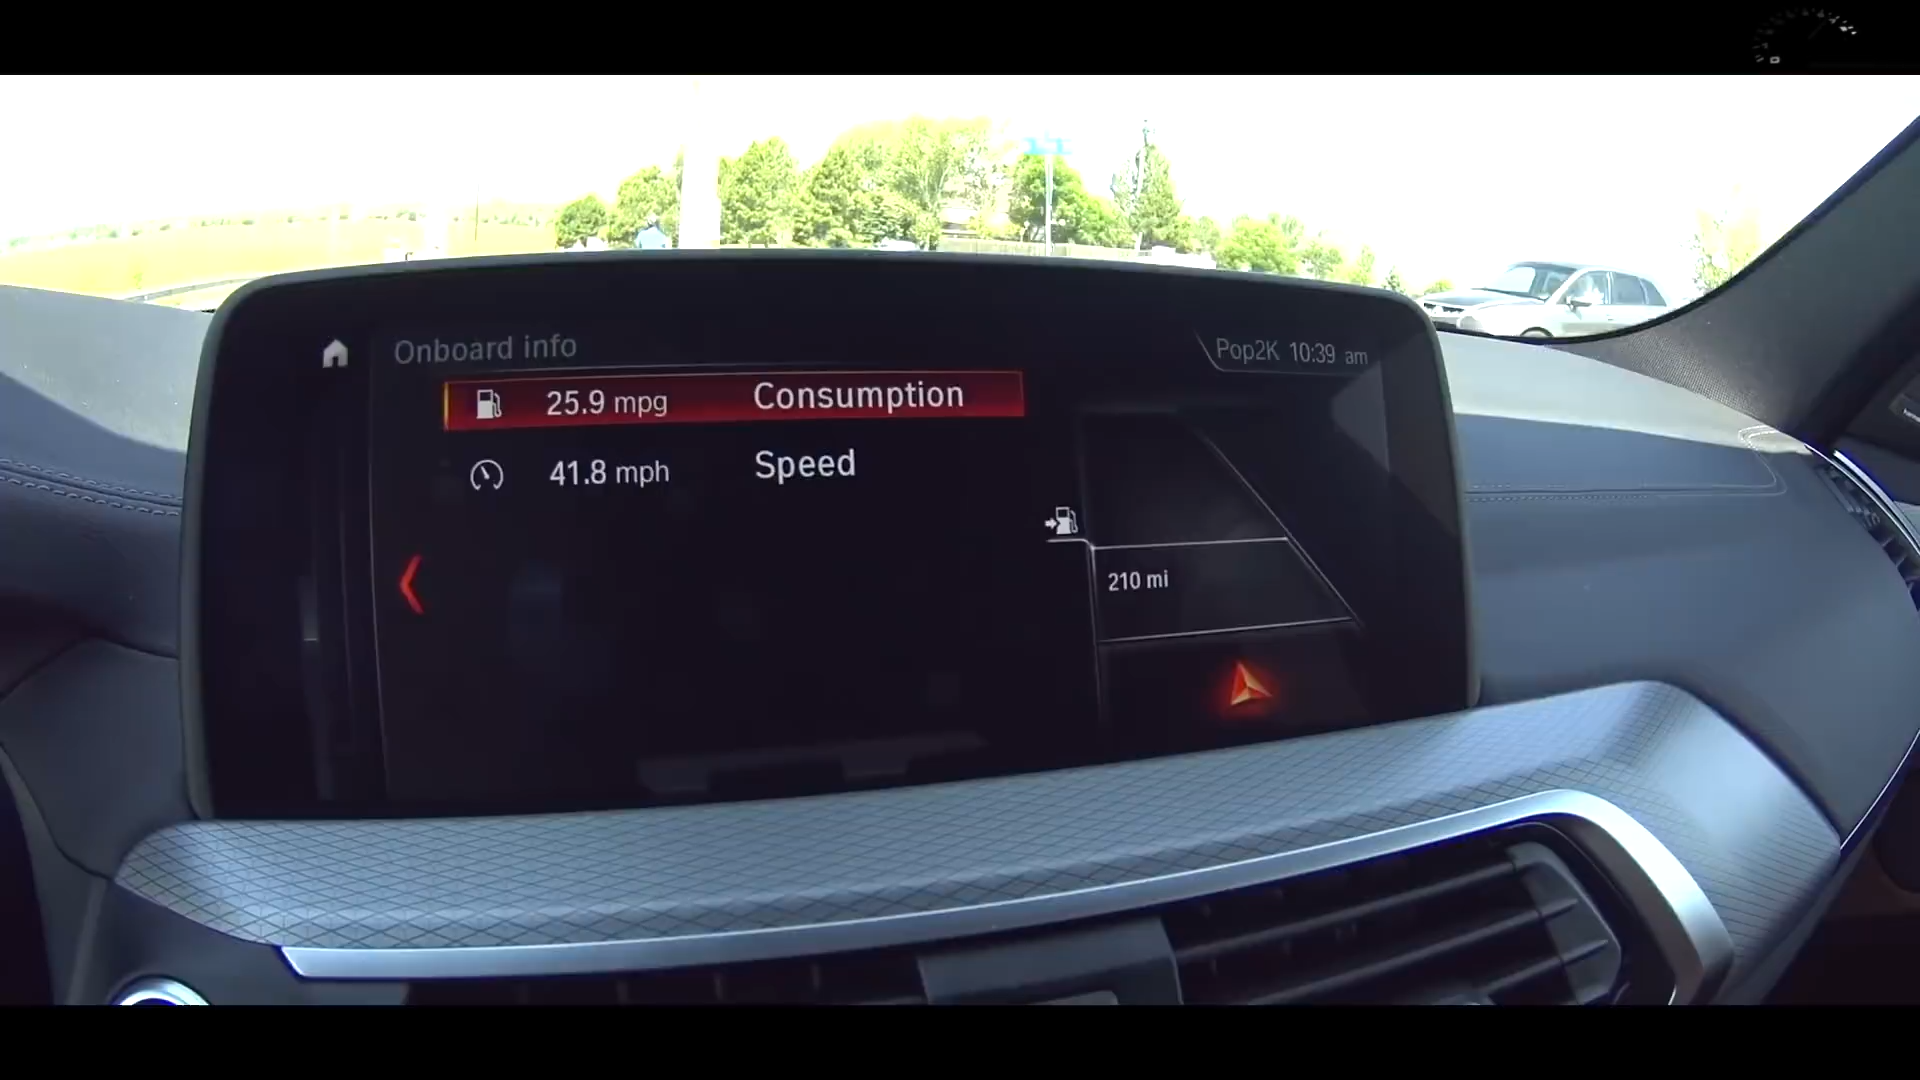 Onboard info
Pop2K 10:39 am
25.9 mpg Consumption
41.8 mph Speed
210 mi